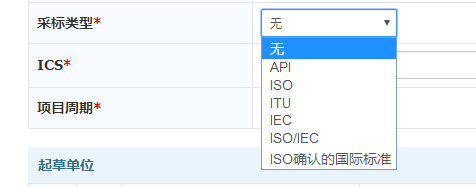 采标类型* 无
无
API
ICS*
ISO
ITU
项目周期*
IEC
ISO/IEC
ISO确认的国际标准
起草单位